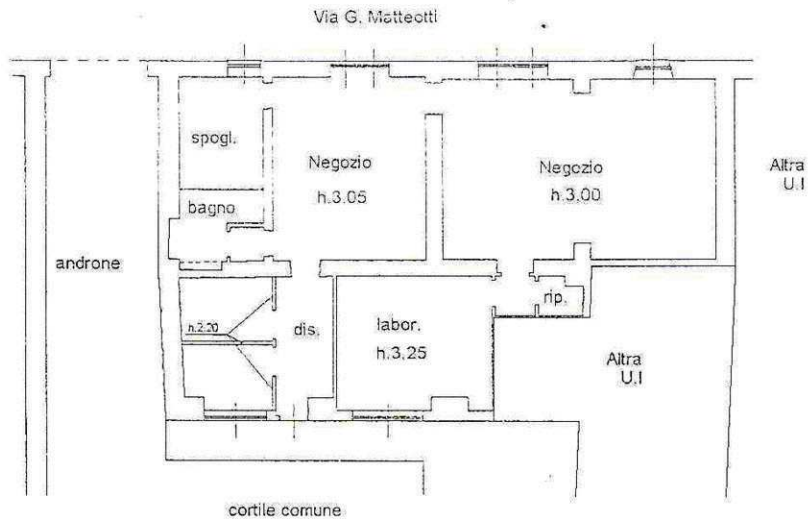 Via G. Matteotti
spogl.
Negozio
h.3.05
Negozio
h.3.00
Altra
U.I
bagno
androne
rip.
h.2.20
dis.
labor.
h.3.25
Altra
U.I
cortile comune